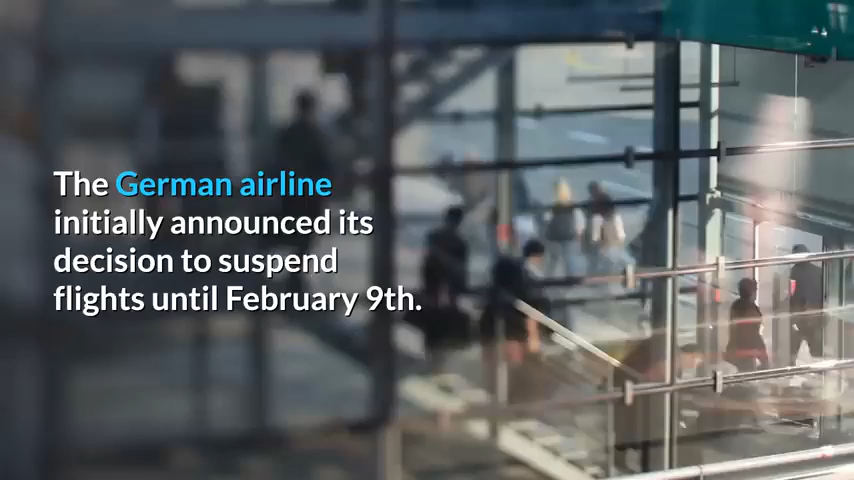 The German airline
initially announced its
decision to suspend
flights until February 9th.